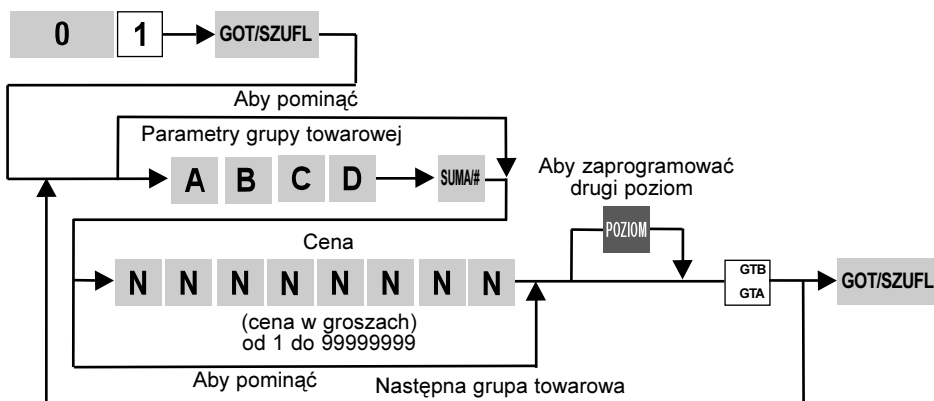 0 1 GOT/SZUFL
Aby pominąć
Parametry grupy towarowej
A B C D SUMA/#
Aby zaprogramować
drugi poziom
POZIOM
Cena
N N N N N N N N
GTB
GTA
GOT/SZUFL
(cena w groszach)
od 1 do 99999999
Aby pominąć
Następna grupa towarowa